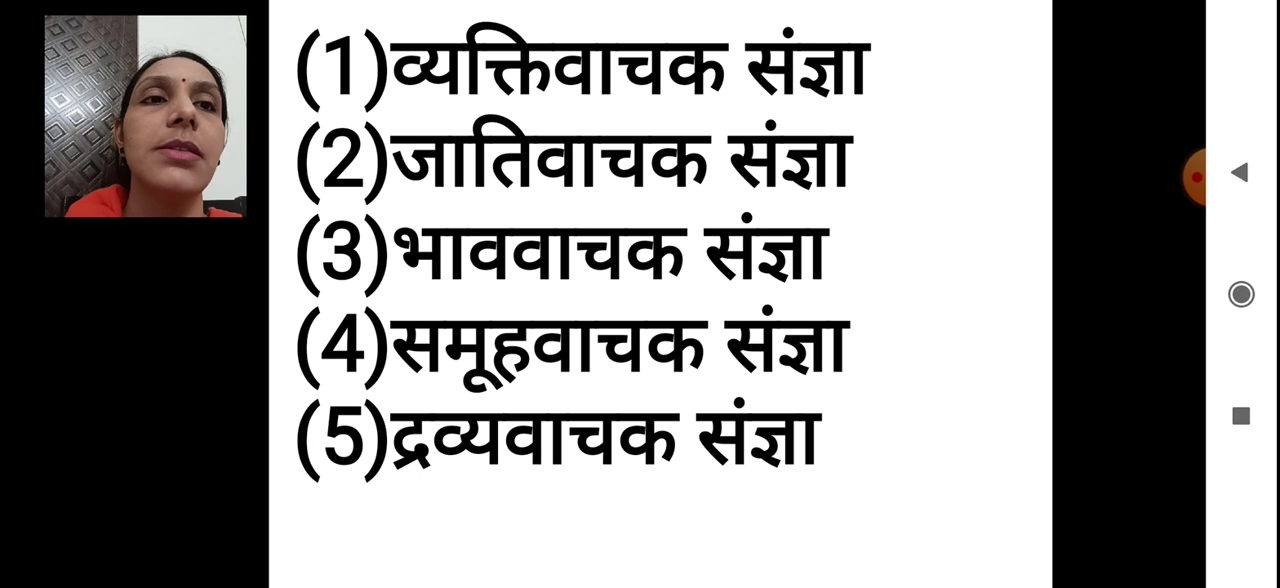 (1)व्यक्तिवाचक संज्ञा
(2)जातिवाचक संज्ञा
(3)भाववाचक संज्ञा
(4)समूहवाचक संज्ञा
(5)द्रव्यवाचक संज्ञा